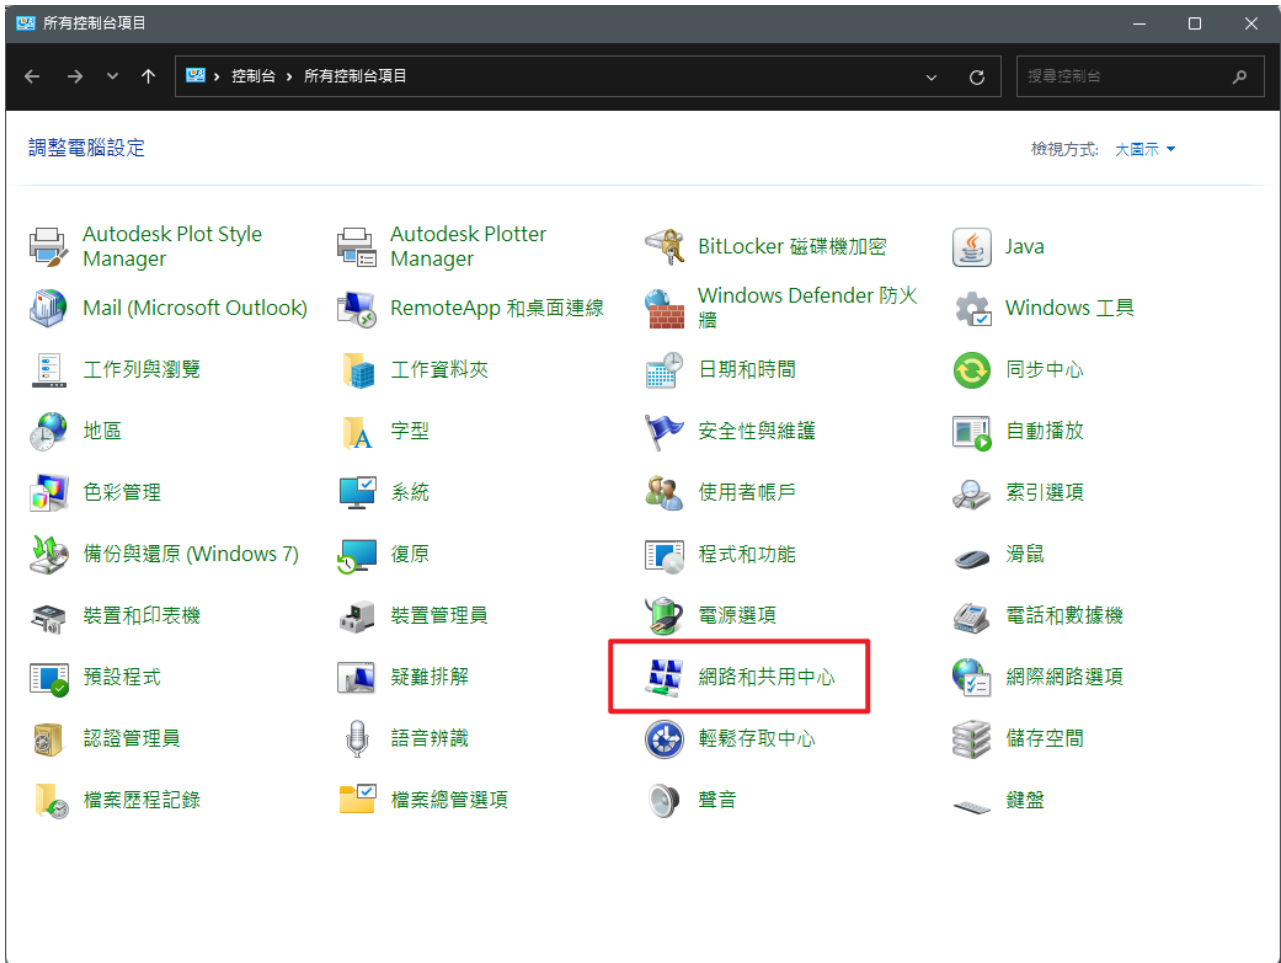 所有控制台項目
控制台 › 所有控制台項目
搜尋控制台
調整電腦設定
檢視方式: 大圖示
Autodesk Plot Style
Manager
Autodesk Plotter
Manager
BitLocker 磁碟機加密
Java
Mail (Microsoft Outlook)
RemoteApp 和桌面連線
Windows Defender 防火
牆
Windows 工具
工作列與瀏覽
工作資料夾
日期和時間
同步中心
地區
字型
安全性與維護
自動播放
色彩管理
系統
使用者帳戶
索引選項
備份與還原 (Windows 7)
復原
程式和功能
滑鼠
裝置和印表機
裝置管理員
電源選項
電話和數據機
預設程式
疑難排解
網路和共用中心
網際網路選項
認證管理員
語音辨識
輕鬆存取中心
儲存空間
檔案歷程記錄
檔案總管選項
聲音
鍵盤